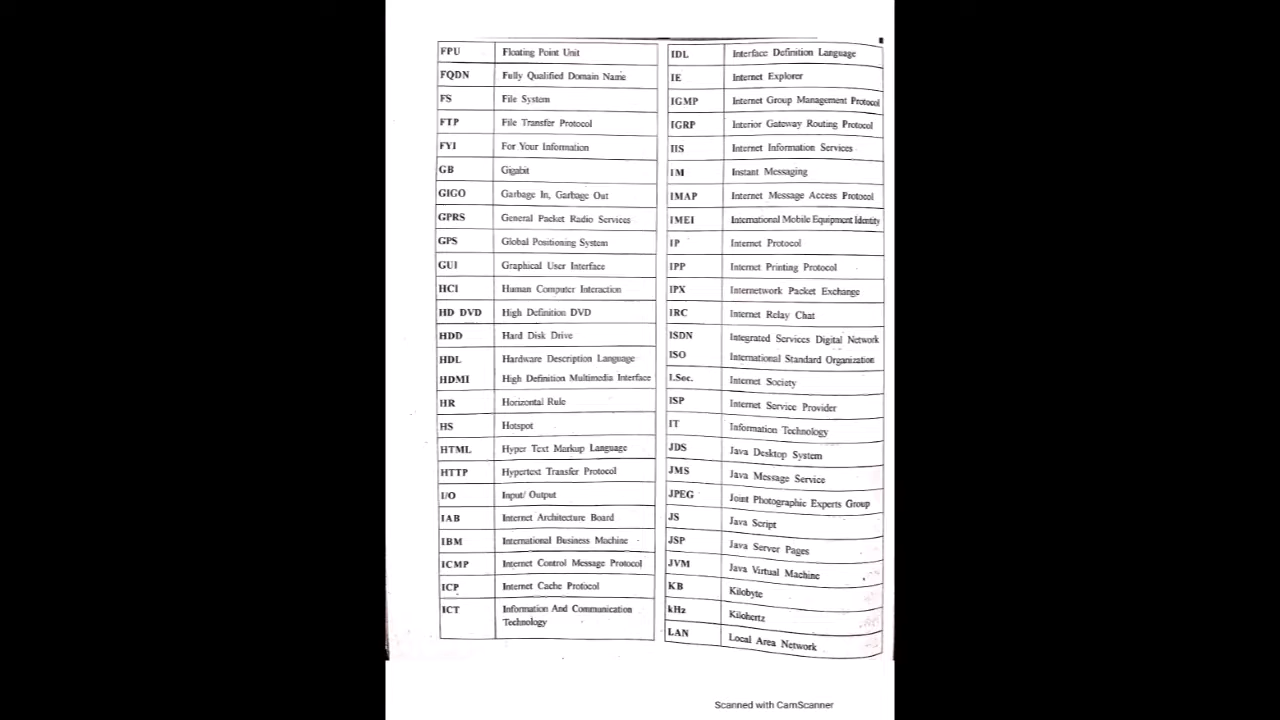 FPU Floating Point Unit
FQDN Fully Qualified Domain Name
FS File System
FTP File Transfer Protocol
FYI For Your Information
GB Gigabit
GIGO Garbage In, Garbage Out
GPRS General Packet Radio Services
GPS Global Positioning System
GUI Graphical User Interface
HCI Human Computer Interaction
HD DVD High Definition DVD
HDD Hard Disk Drive
HDL Hardware Description Language
HDMI High Definition Multimedia Interface
HR Horizontal Rule
HS Hotspot
HTML Hyper Text Markup Language
HTTP Hypertext Transfer Protocol
I/O Input/ Output
IAB Internet Architecture Board
IBM International Business Machine
ICMP Internet Control Message Protocol
ICP Internet Cache Protocol
ICT Information And Communication
Technology
IDL Interface Definition Language
IE Internet Explorer
IGMP Internet Group Management Protocol
IGRP Interior Gateway Routing Protocol
IIS Internet Information Services
IM Instant Messaging
IMAP Internet Message Access Protocol
IMEI International Mobile Equipment Identity
IP Internet Protocol
IPP Internet Printing Protocol
IPX Internetwork Packet Exchange
IRC Internet Relay Chat
ISDN Integrated Services Digital Network
ISO International Standard Organization
I.Soc. Internet Society
ISP Internet Service Provider
IT Information Technology
JDS Java Desktop System
JMS Java Message Service
JPEG Joint Photographic Experts Group
JS Java Script
JSP Java Server Pages
JVM Java Virtual Machine
KB Kilobyte
kHz Kilohertz
LAN Local Area Network
Scanned with CamScanner